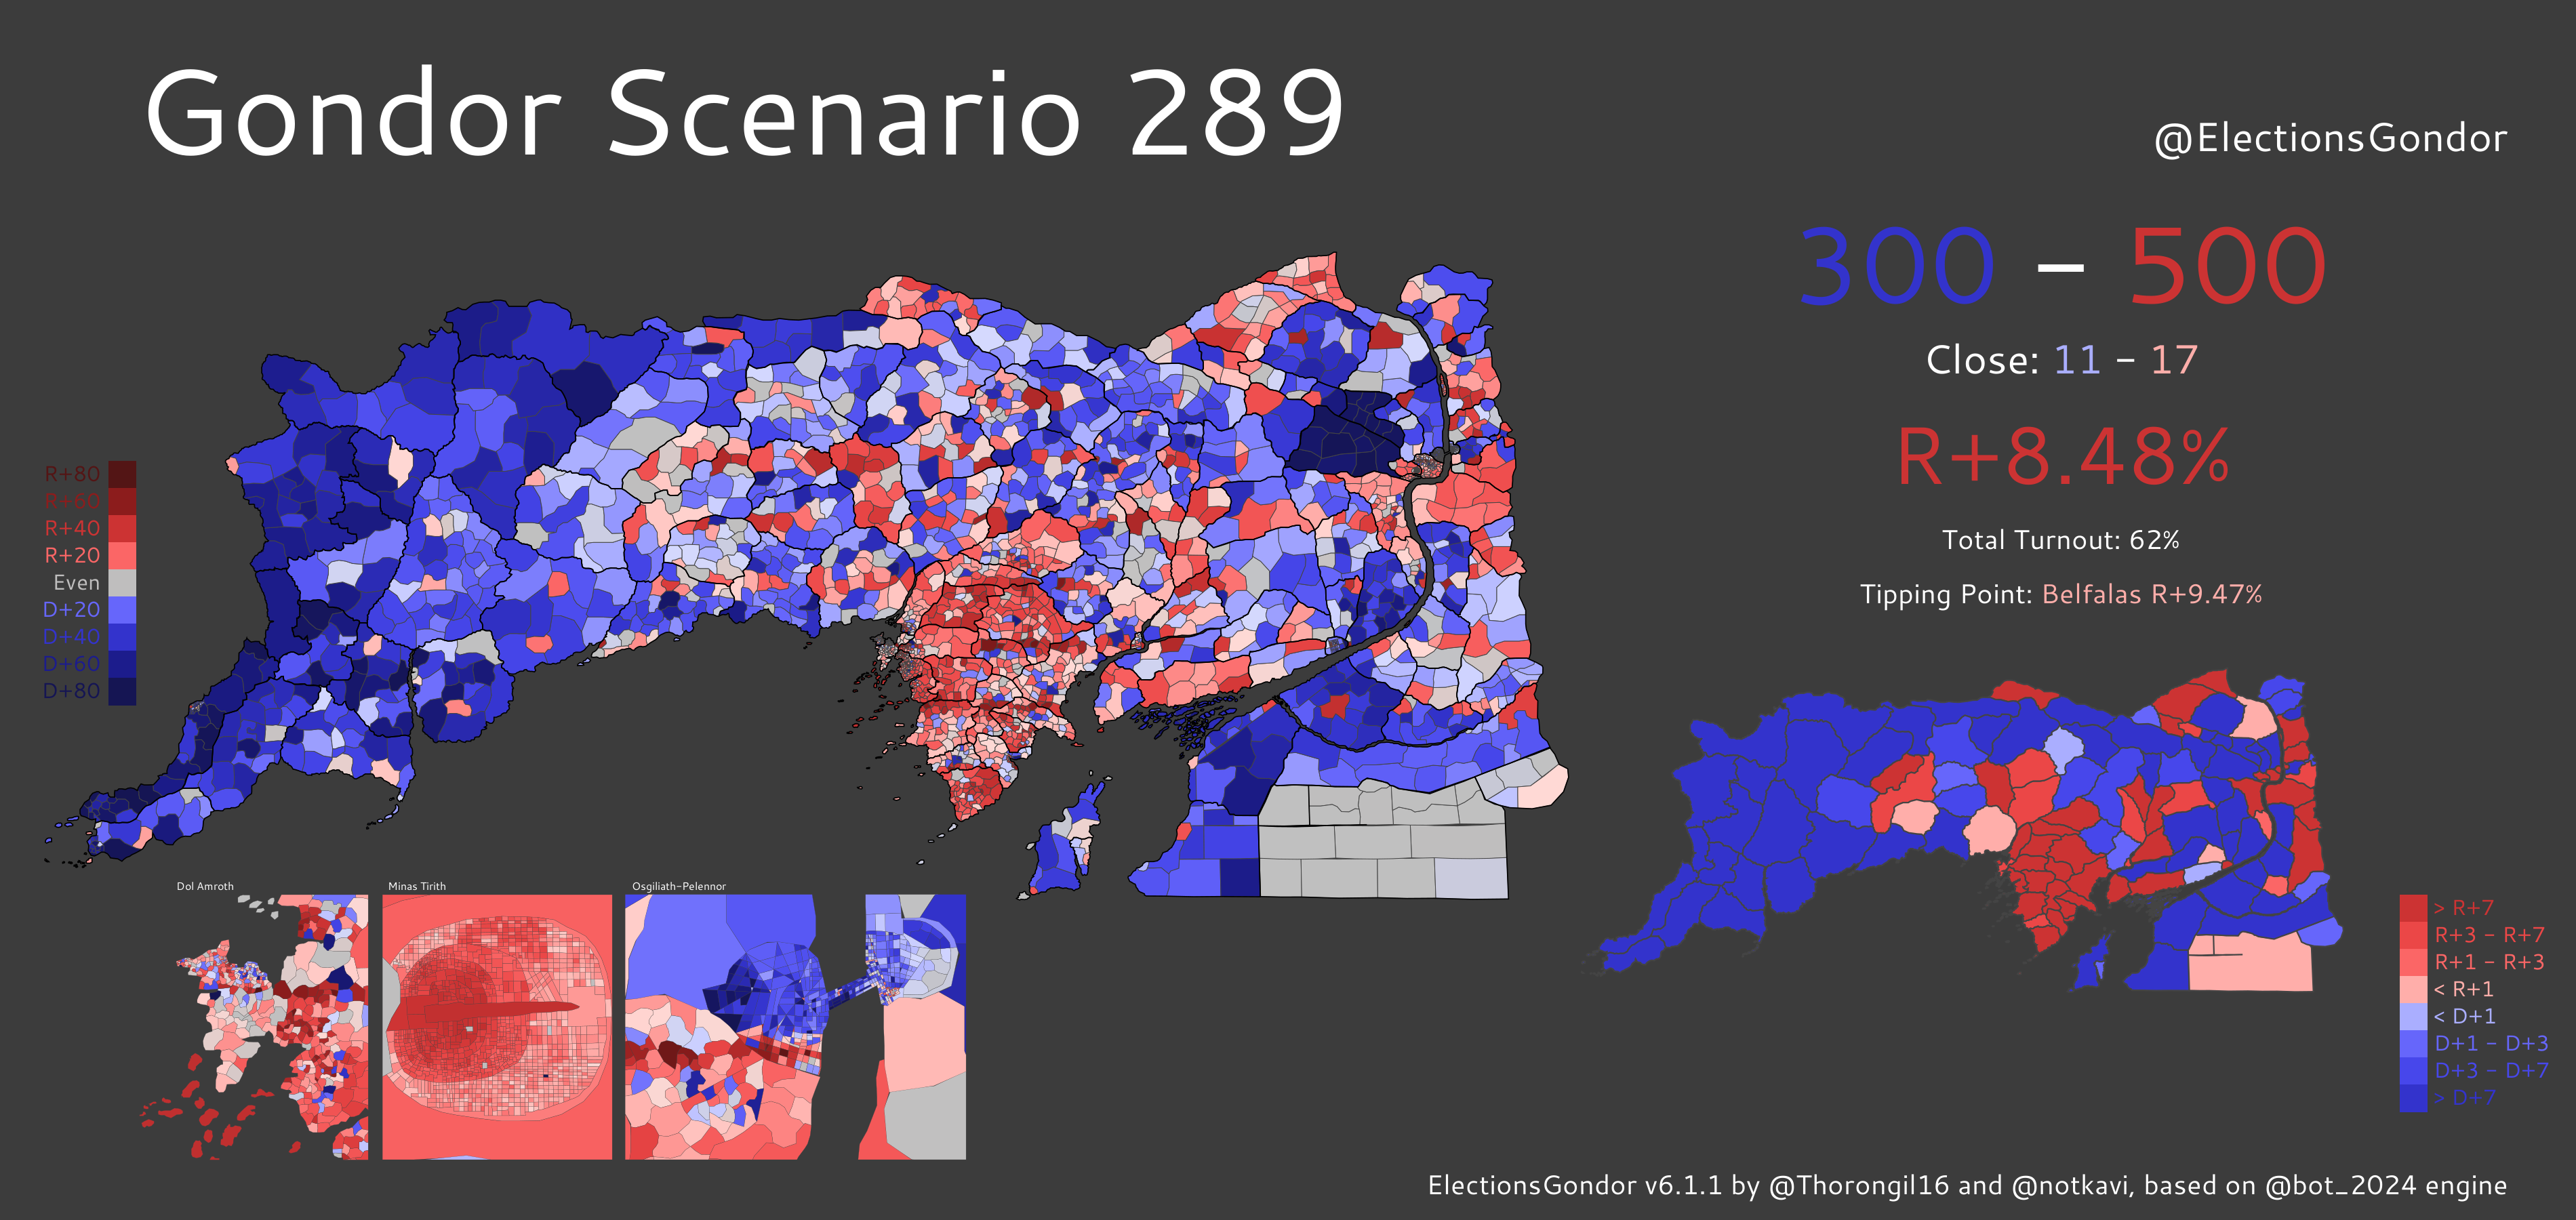 Gondor Scenario 289
@ElectionsGondor
300 – 500
Close: 11 – 17
R+8.48%
Total Turnout: 62%
Tipping Point: Belfalas R+9.47%
R+80
R+60
R+40
R+20
Even
D+20
D+40
D+60
D+80
Dol Amroth
Minas Tirith
Osgiliath-Pelennor
> R+7
R+3 – R+7
R+1 – R+3
< R+1
< D+1
D+1 – D+3
D+3 – D+7
> D+7
ElectionsGondor v6.1.1 by @Thorongil16 and @notkavi, based on @bot_2024 engine